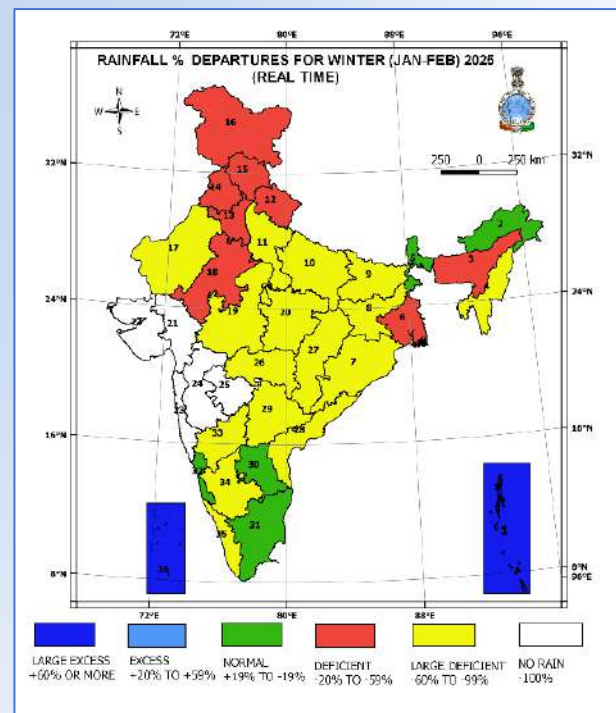 72°E 80°E 88°E 96°E
RAINFALL % DEPARTURES FOR WINTER (JAN-FEB) 2025
(REAL TIME)
N
W E
S
250 0 250 km
32°N 32°N
16
15
14
12
13
2
17
11
5
3
18
10
9
4
24°N 24°N
19
8
22
21
20
6
27
7
26
24
25
23
29
28
16°N
33
30
32
34
31
35
1
36
8°N 8°N
96°E
72°E 80°E 88°E
LARGE EXCESS
+60% OR MORE
EXCESS
+20% TO +59%
NORMAL
+19% TO -19%
DEFICIENT
-20% TO -59%
LARGE DEFICIENT
-60% TO -99%
NO RAIN
-100%